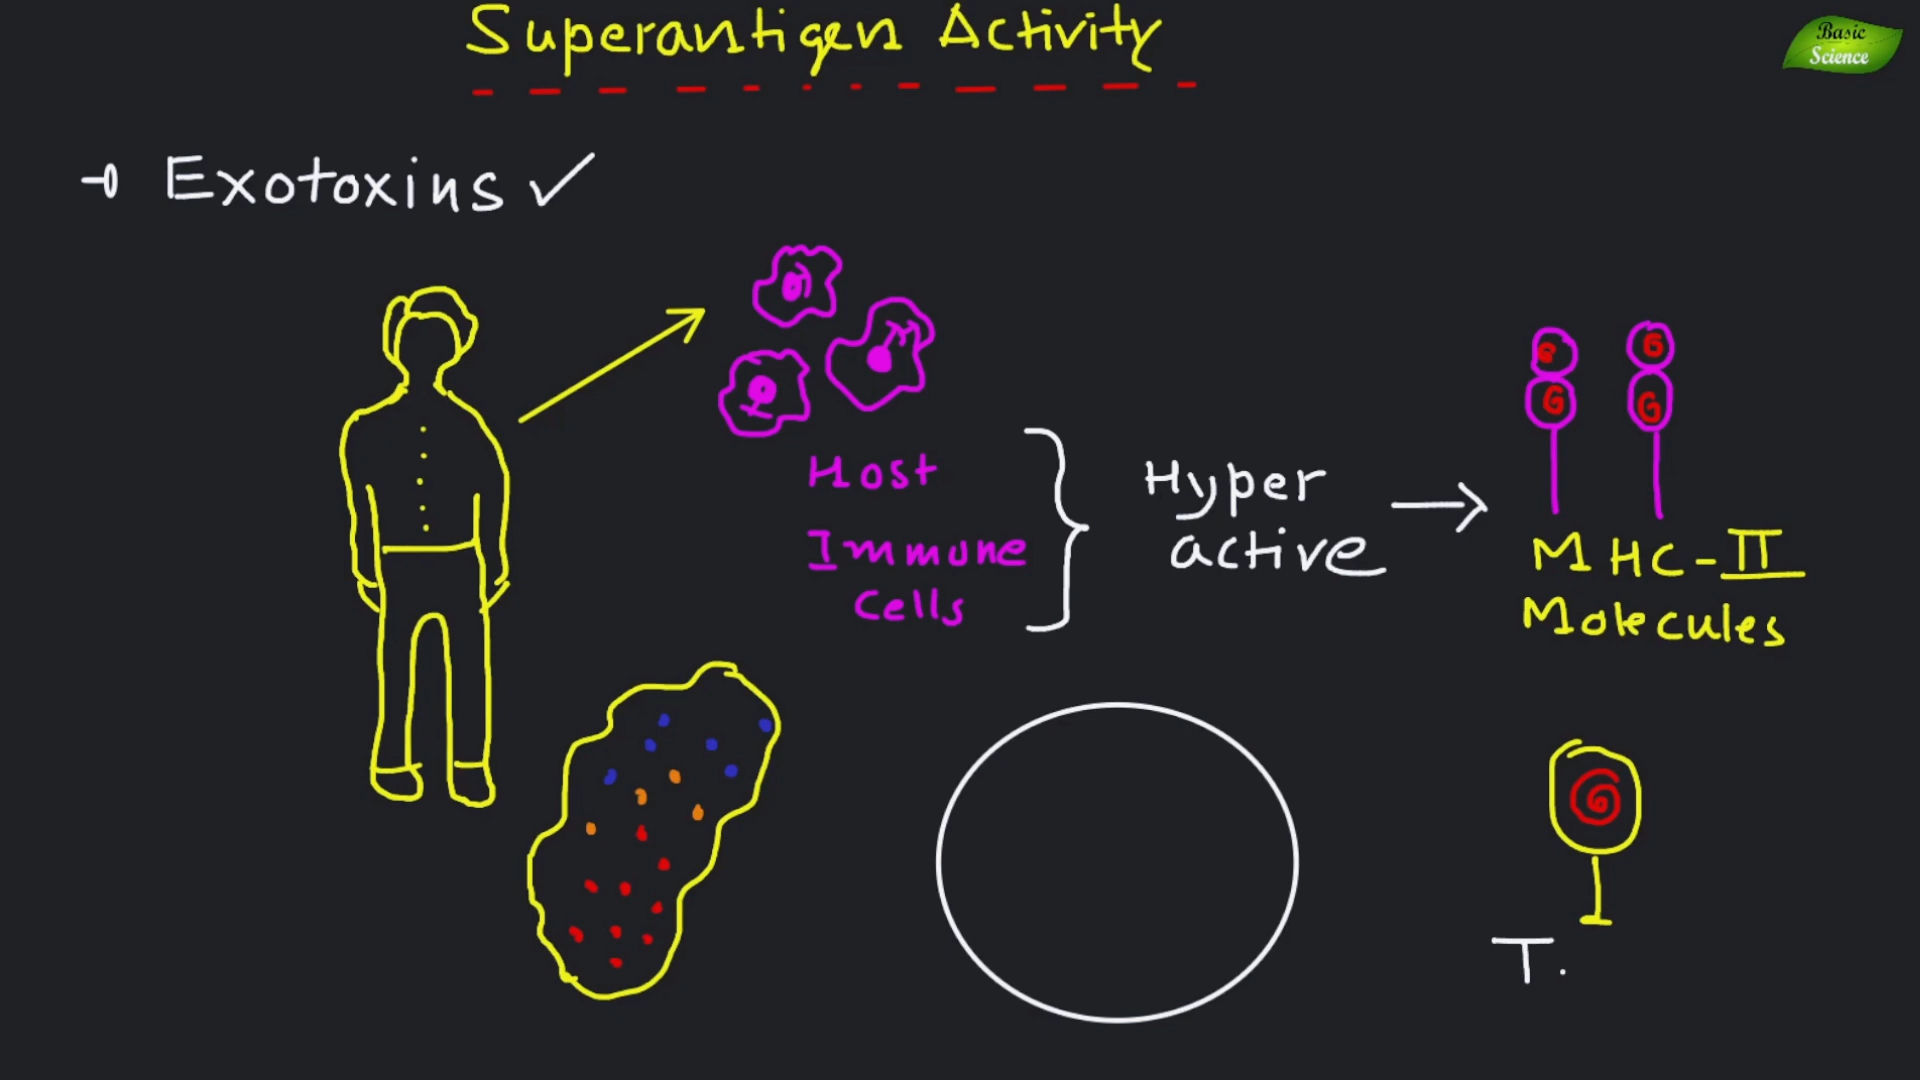 Superantigen Activity
Basic
Science
Exotoxins ✓
Host
Immune
Cells
Hyper
active
MHC-II
Molecules
T.